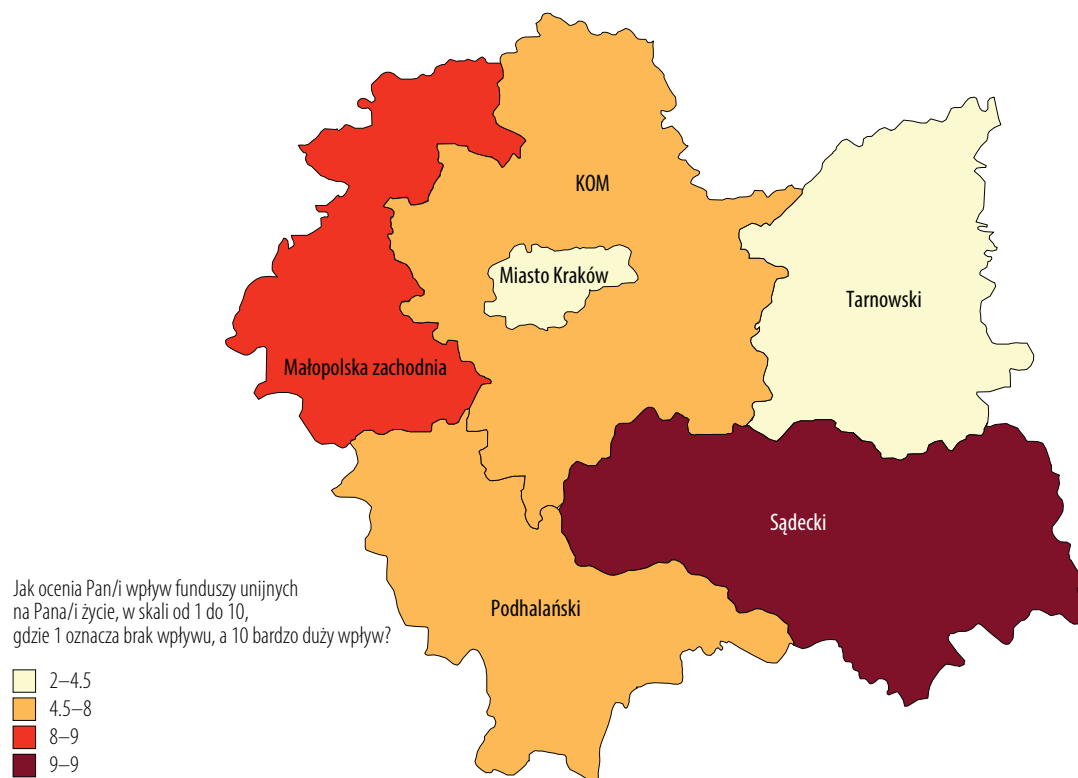 KOM
Miasto Kraków
Tarnowski
Małopolska zachodnia
Sądecki
Podhalański
Jak ocenia Pan/i wpływ funduszy unijnych
na Pana/i życie, w skali od 1 do 10,
gdzie 1 oznacza brak wpływu, a 10 bardzo duży wpływ?
2–4.5
4.5–8
8–9
9–9